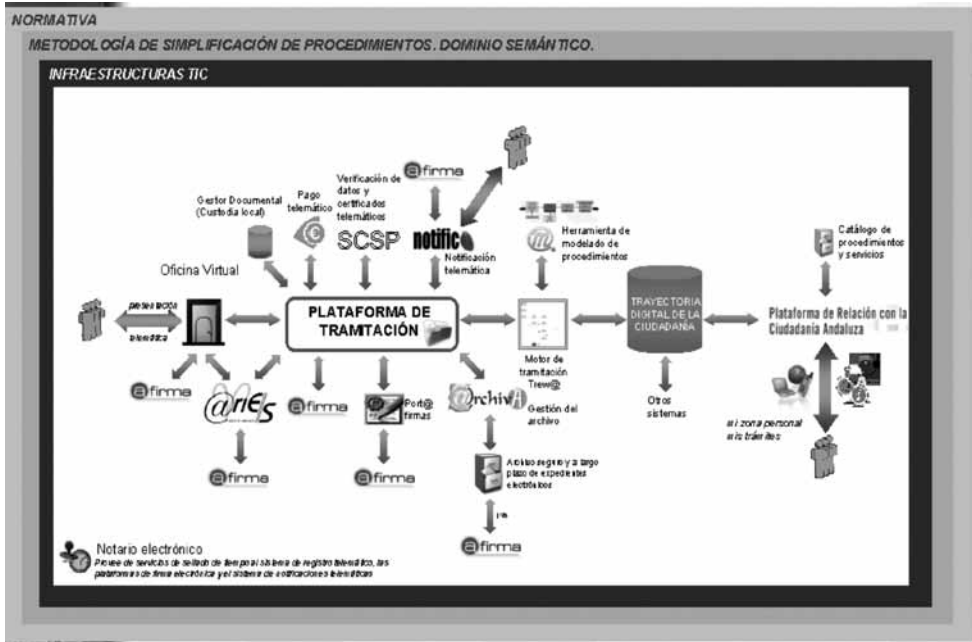 NORMATIVA
METODOLOGÍA DE SIMPLIFICACIÓN DE PROCEDIMIENTOS. DOMINIO SEMÁNTICO.
INFRAESTRUCTURAS TIC
@firma
Verificación de
datos y
certificados
telemáticos
Pago
telemático
Gestor Documental
(Custodia local)
SCSP
notific@
Notificación
telemática
Herramienta de
modelado de
procedimientos
Catálogo de
procedimientos
y servicios
Oficina Virtual
presentación
telemática
PLATAFORMA DE
TRAMITACIÓN
TRAYECTORIA
DIGITAL DE LA
CIUDADANÍA
Plataforma de Relación con la
Ciudadanía Andaluza
Motor de
tramitación
Trew@
@firma
@ries
@firma
Port@
firmas
@rchivA
Gestión del
archivo
Otros
sistemas
mi zona personal
mis trámites
@firma
@firma
Archivo seguro y a largo
plazo de expedientes
electrónicos
@firma
Notario electrónico
Provee de servicios de sellado de tiempo al sistema de registro telemático, las
plataformas de firma electrónica y el sistema de notificaciones telemáticas